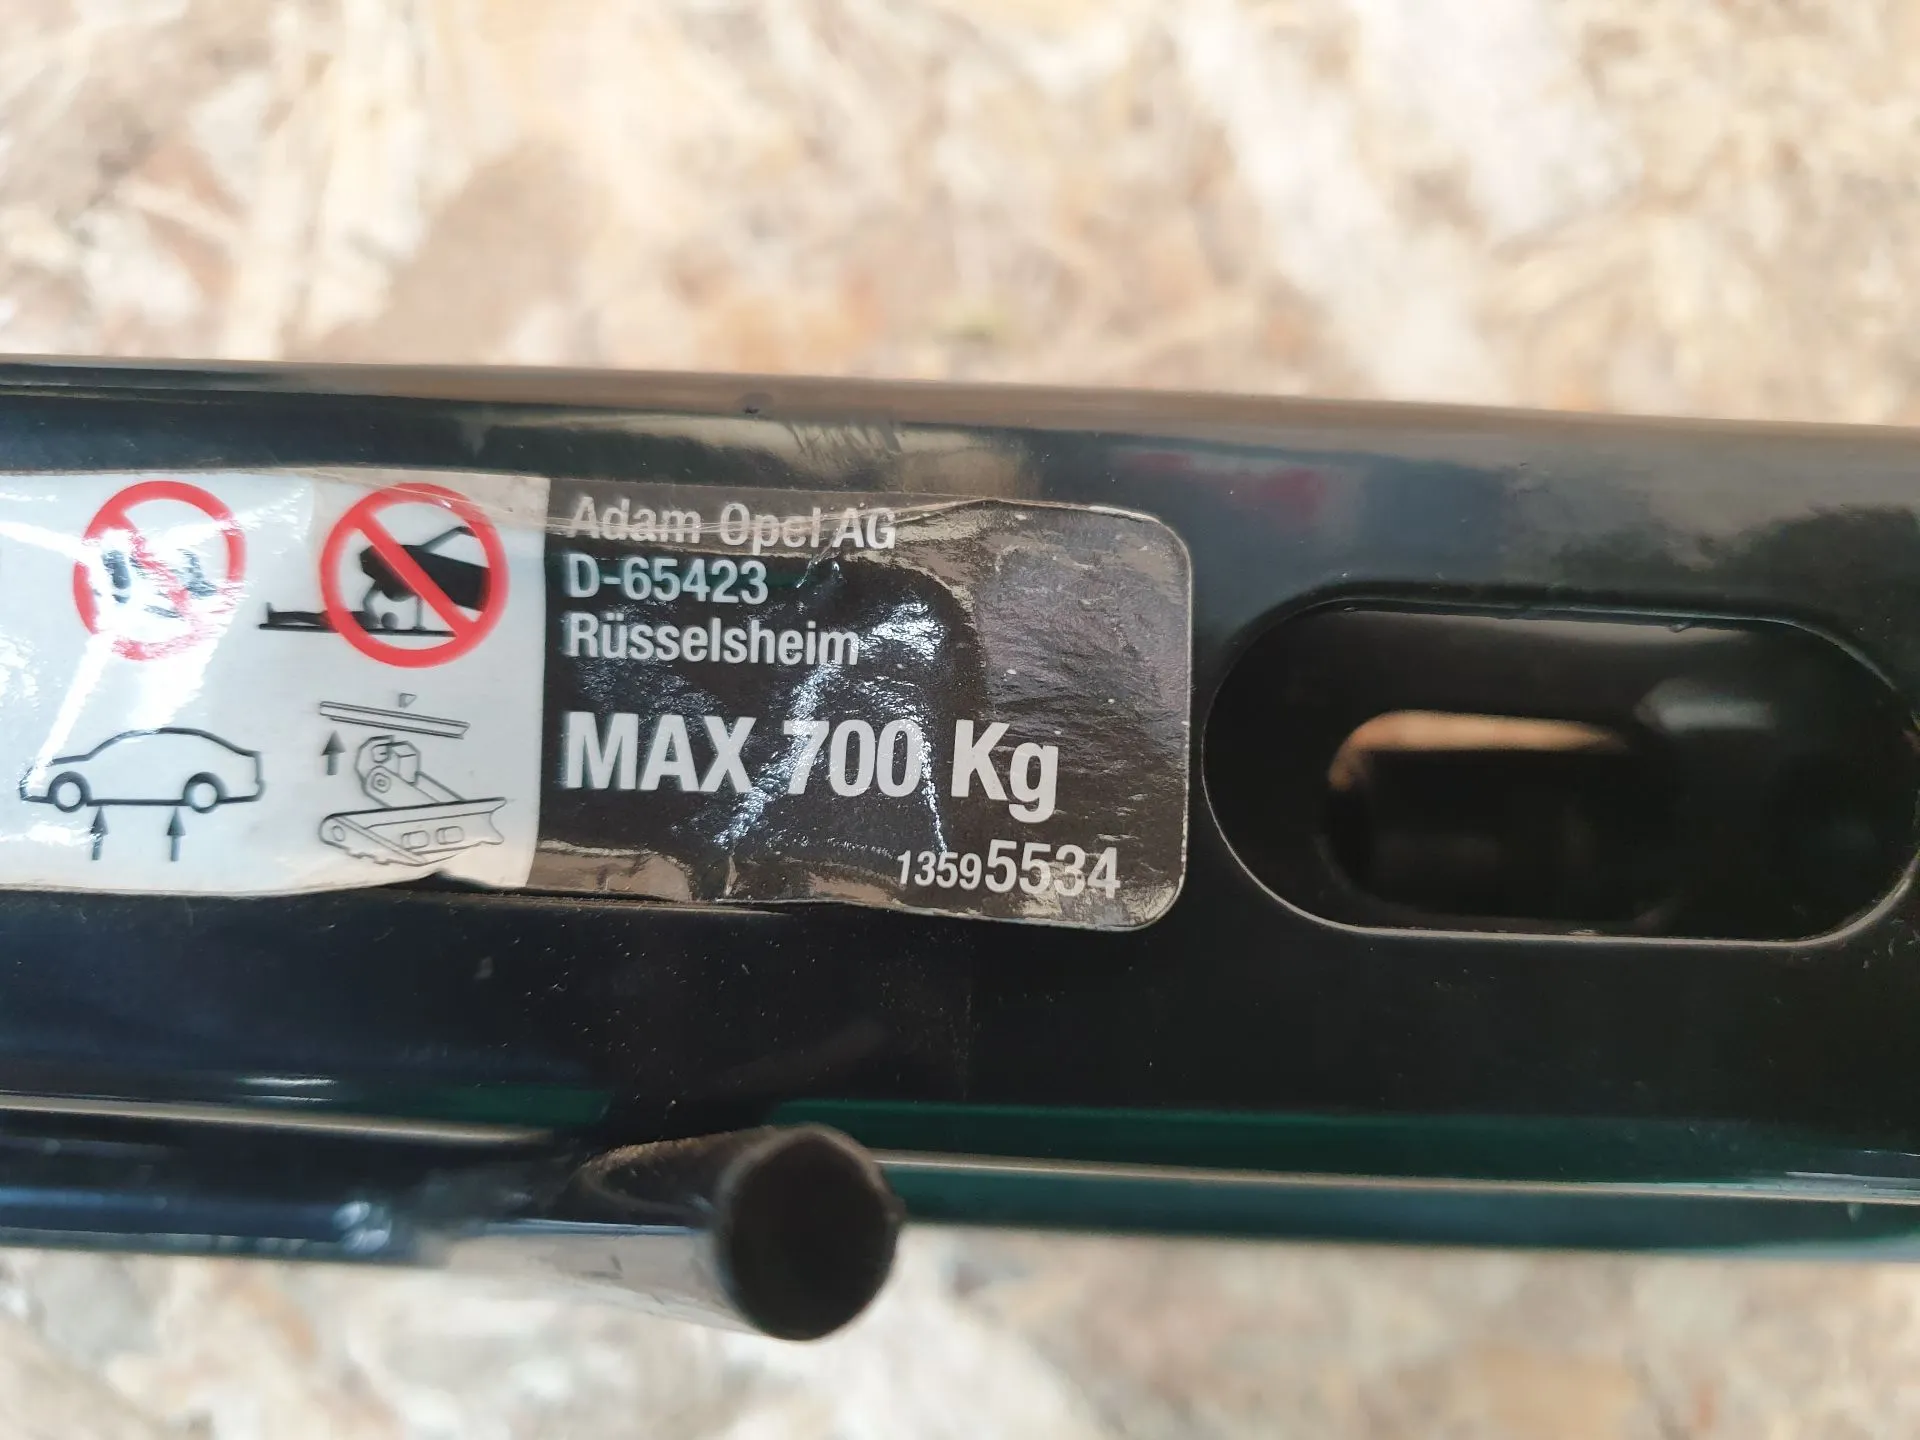 Adam Opel AG
D-65423
Rüsselsheim
MAX 700 Kg
13595534